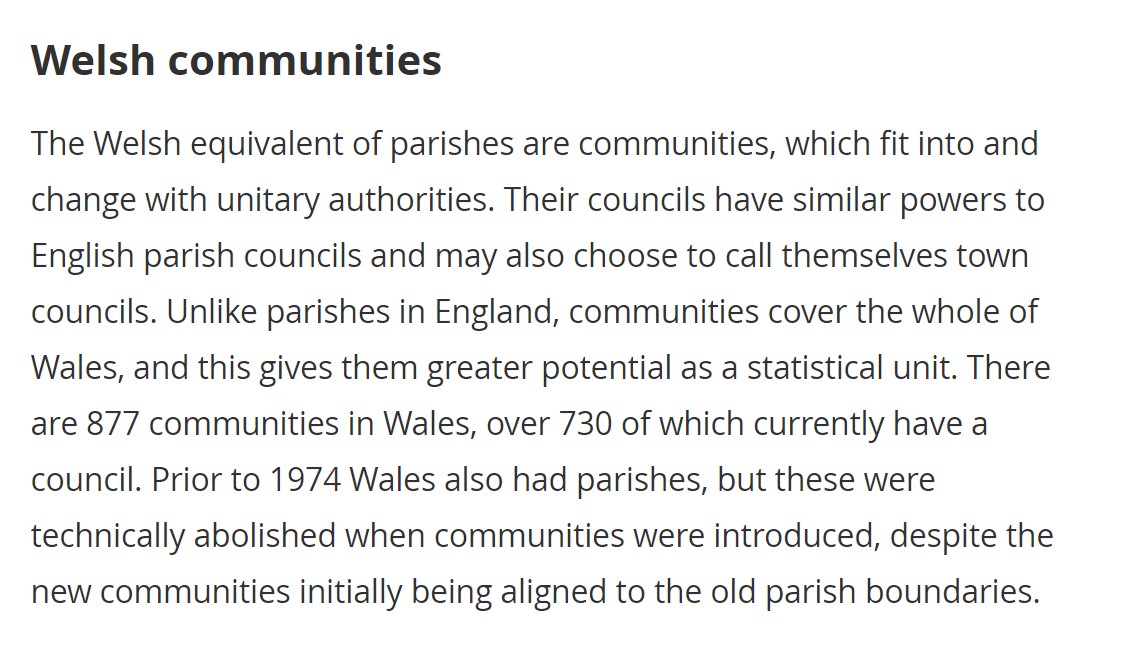 Welsh communities
The Welsh equivalent of parishes are communities, which fit into and
change with unitary authorities. Their councils have similar powers to
English parish councils and may also choose to call themselves town
councils. Unlike parishes in England, communities cover the whole of
Wales, and this gives them greater potential as a statistical unit. There
are 877 communities in Wales, over 730 of which currently have a
council. Prior to 1974 Wales also had parishes, but these were
technically abolished when communities were introduced, despite the
new communities initially being aligned to the old parish boundaries.